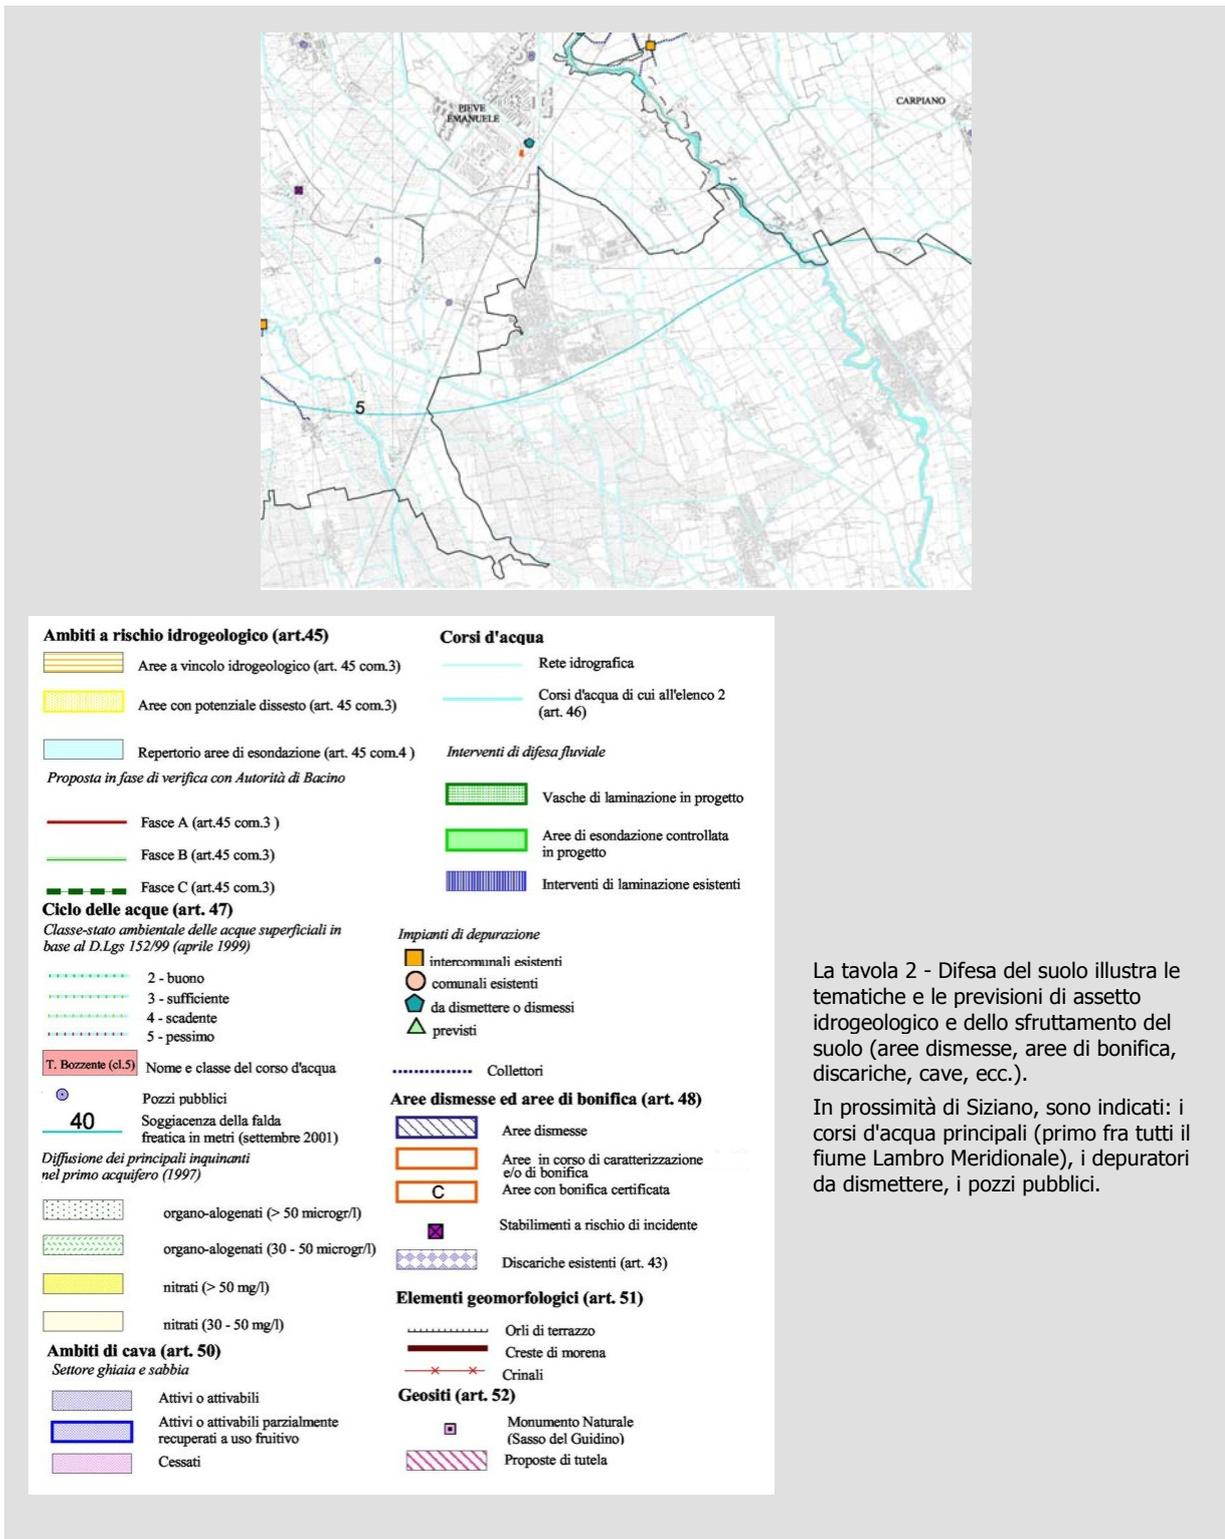 PIEVE
EMANUELE
CARPIANO
5
Ambiti a rischio idrogeologico (art.45)
Aree a vincolo idrogeologico (art. 45 com.3)
Aree con potenziale dissesto (art. 45 com.3)
Repertorio aree di esondazione (art. 45 com.4 )
Proposta in fase di verifica con Autorità di Bacino
Fasce A (art.45 com.3 )
Fasce B (art.45 com.3)
Fasce C (art.45 com.3)
Corsi d'acqua
Rete idrografica
Corsi d'acqua di cui all'elenco 2
(art. 46)
Interventi di difesa fluviale
Vasche di laminazione in progetto
Aree di esondazione controllata
in progetto
Interventi di laminazione esistenti
Ciclo delle acque (art. 47)
Classe-stato ambientale delle acque superficiali in
base al D.Lgs 152/99 (aprile 1999)
2 - buono
3 - sufficiente
4 - scadente
5 - pessimo
T. Bozzente (cl.5)
Nome e classe del corso d'acqua
Pozzi pubblici
40
Soggiacenza della falda
freatica in metri (settembre 2001)
Diffusione dei principali inquinanti
nel primo acquifero (1997)
organo-alogenati (> 50 microgr/l)
organo-alogenati (30 - 50 microgr/l)
nitrati (> 50 mg/l)
nitrati (30 - 50 mg/l)
Ambiti di cava (art. 50)
Settore ghiaia e sabbia
Attivi o attivabili
Attivi o attivabili parzialmente
recuperati a uso fruitivo
Cessati
Impianti di depurazione
intercomunali esistenti
comunali esistenti
da dismettere o dismessi
previsti
Collettori
Aree dismesse ed aree di bonifica (art. 48)
Aree dismesse
Aree in corso di caratterizzazione
e/o di bonifica
C
Aree con bonifica certificata
Stabilimenti a rischio di incidente
Discariche esistenti (art. 43)
Elementi geomorfologici (art. 51)
Orli di terrazzo
Creste di morena
Crinali
Geositi (art. 52)
Monumento Naturale
(Sasso del Guidino)
Proposte di tutela
La tavola 2 - Difesa del suolo illustra le
tematiche e le previsioni di assetto
idrogeologico e dello sfruttamento del
suolo (aree dismesse, aree di bonifica,
discariche, cave, ecc.).
In prossimità di Siziano, sono indicati: i
corsi d'acqua principali (primo fra tutti il
fiume Lambro Meridionale), i depuratori
da dismettere, i pozzi pubblici.